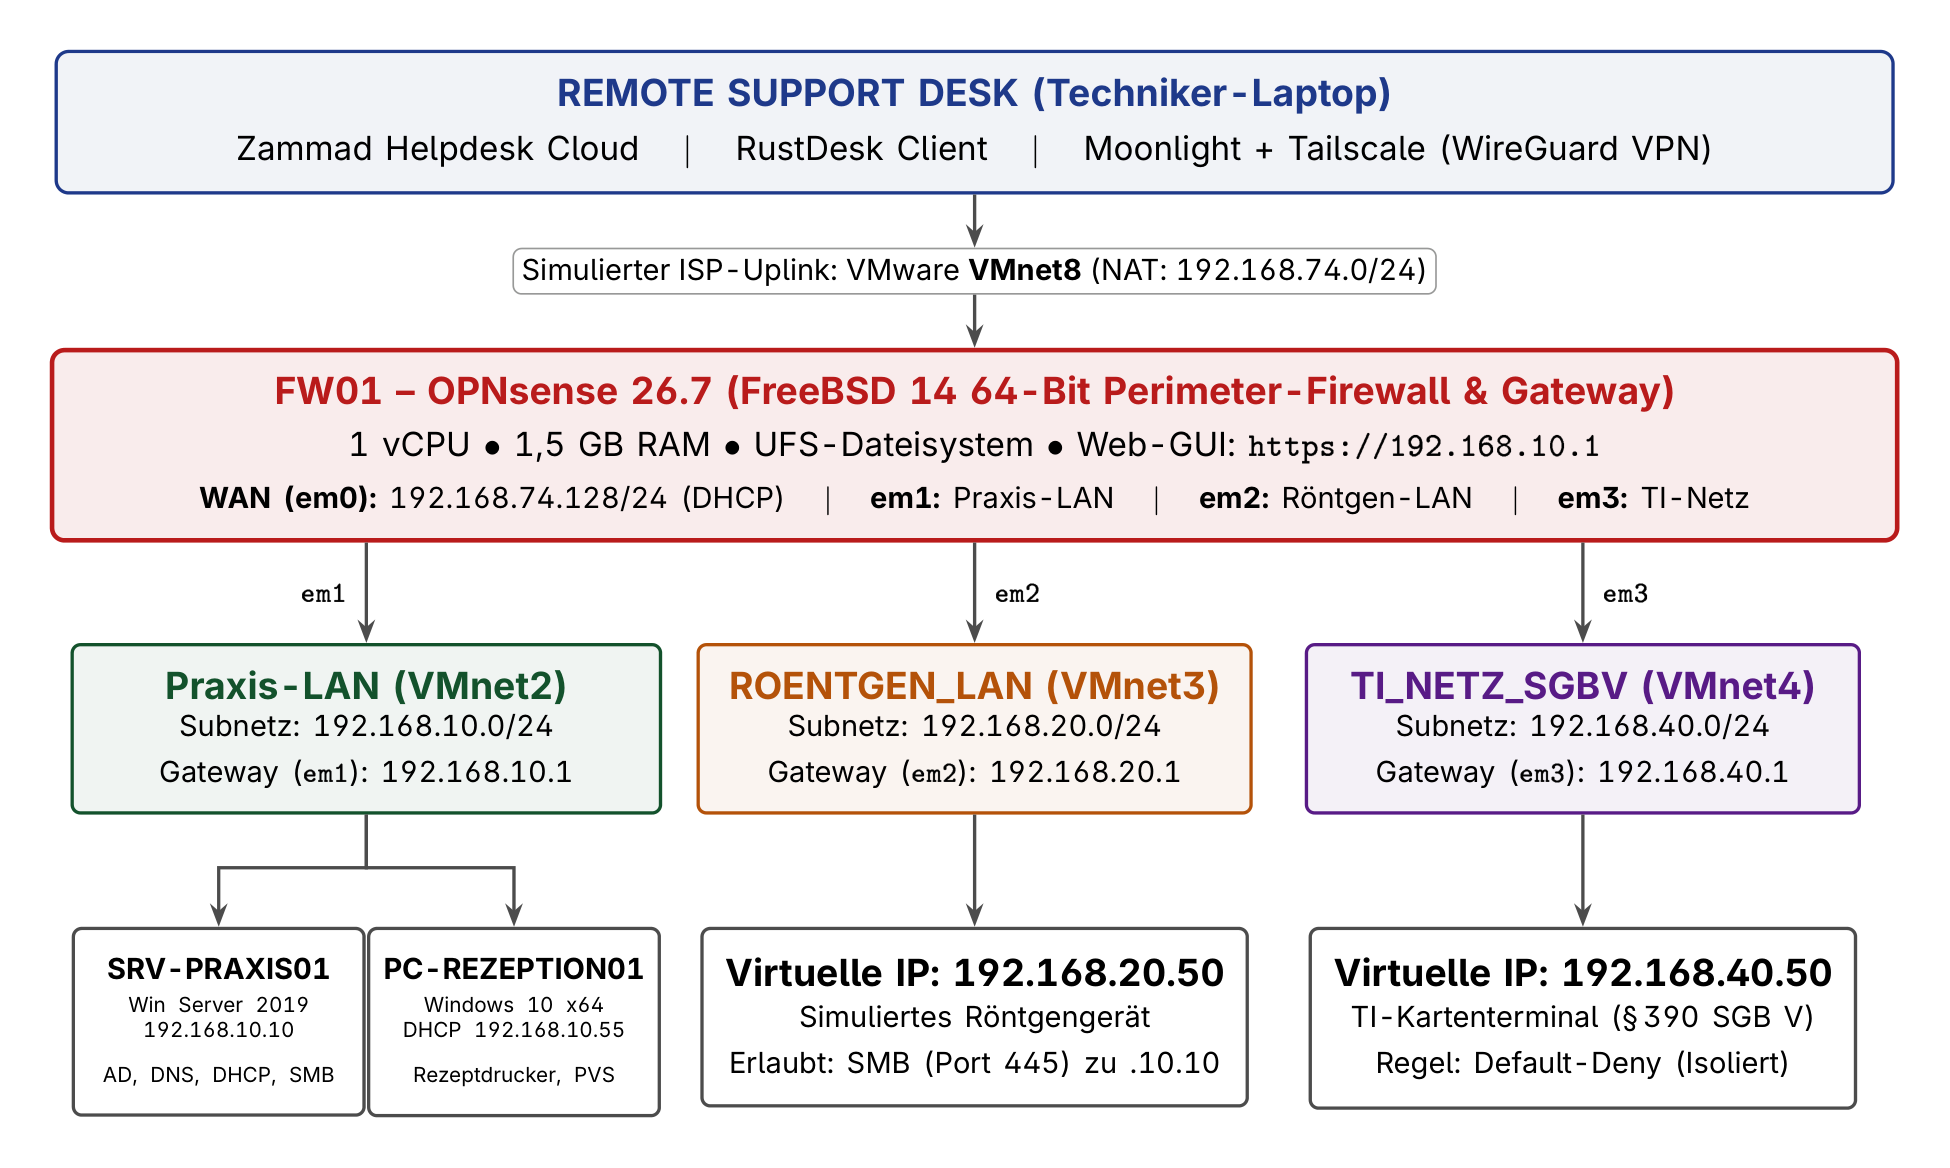 REMOTE SUPPORT DESK (Techniker-Laptop)
Zammad Helpdesk Cloud | RustDesk Client | Moonlight + Tailscale (WireGuard VPN)
Simulierter ISP-Uplink: VMware VMnet8 (NAT: 192.168.74.0/24)
FW01 – OPNsense 26.7 (FreeBSD 14 64-Bit Perimeter-Firewall & Gateway)
1 vCPU • 1,5 GB RAM • UFS-Dateisystem • Web-GUI: https://192.168.10.1
WAN (em0): 192.168.74.128/24 (DHCP) | em1: Praxis-LAN | em2: Röntgen-LAN | em3: TI-Netz
em1
em2
em3
Praxis-LAN (VMnet2)
Subnetz: 192.168.10.0/24
Gateway (em1): 192.168.10.1
ROENTGEN_LAN (VMnet3)
Subnetz: 192.168.20.0/24
Gateway (em2): 192.168.20.1
TI_NETZ_SGBV (VMnet4)
Subnetz: 192.168.40.0/24
Gateway (em3): 192.168.40.1
SRV-PRAXIS01
Win Server 2019
192.168.10.10
AD, DNS, DHCP, SMB
PC-REZEPTION01
Windows 10 x64
DHCP 192.168.10.55
Rezeptdrucker, PVS
Virtuelle IP: 192.168.20.50
Simuliertes Röntgengerät
Erlaubt: SMB (Port 445) zu .10.10
Virtuelle IP: 192.168.40.50
TI-Kartenterminal (§ 390 SGB V)
Regel: Default-Deny (Isoliert)